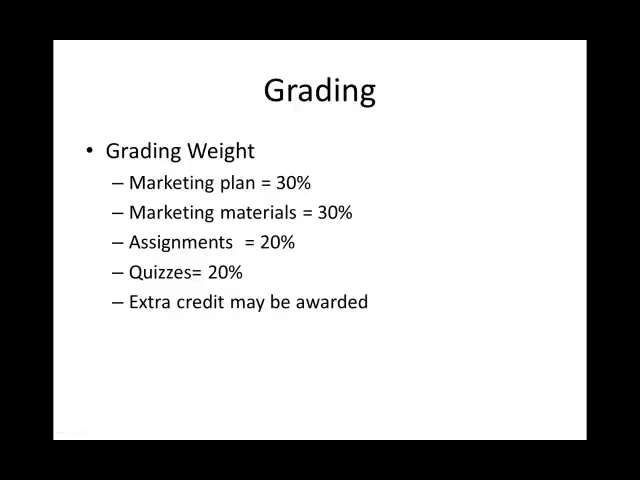 Grading
• Grading Weight
– Marketing plan = 30%
– Marketing materials = 30%
– Assignments  = 20%
– Quizzes= 20%
– Extra credit may be awarded